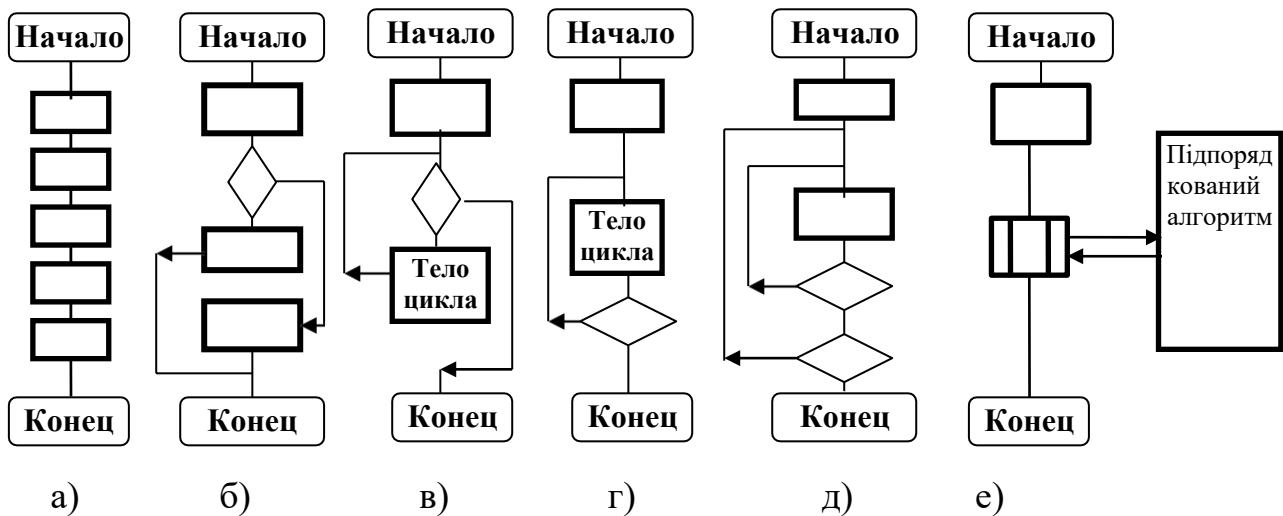 Начало
Начало
Начало
Начало
Начало
Начало
Підпоряд
кований
алгоритм
Тело
цикла
Тело
цикла
Конец
Конец
Конец
Конец
Конец
Конец
а)
б)
в)
г)
д)
е)